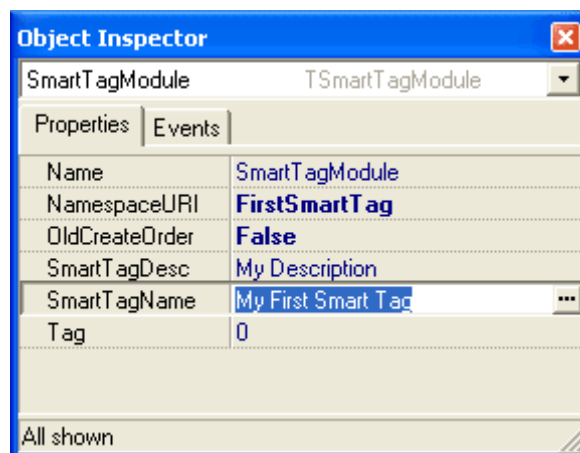 Object Inspector
SmartTagModule TSmartTagModule
Properties Events
Name SmartTagModule
NamespaceURI FirstSmartTag
OldCreateOrder False
SmartTagDesc My Description
SmartTagName My First Smart Tag ...
Tag 0
All shown